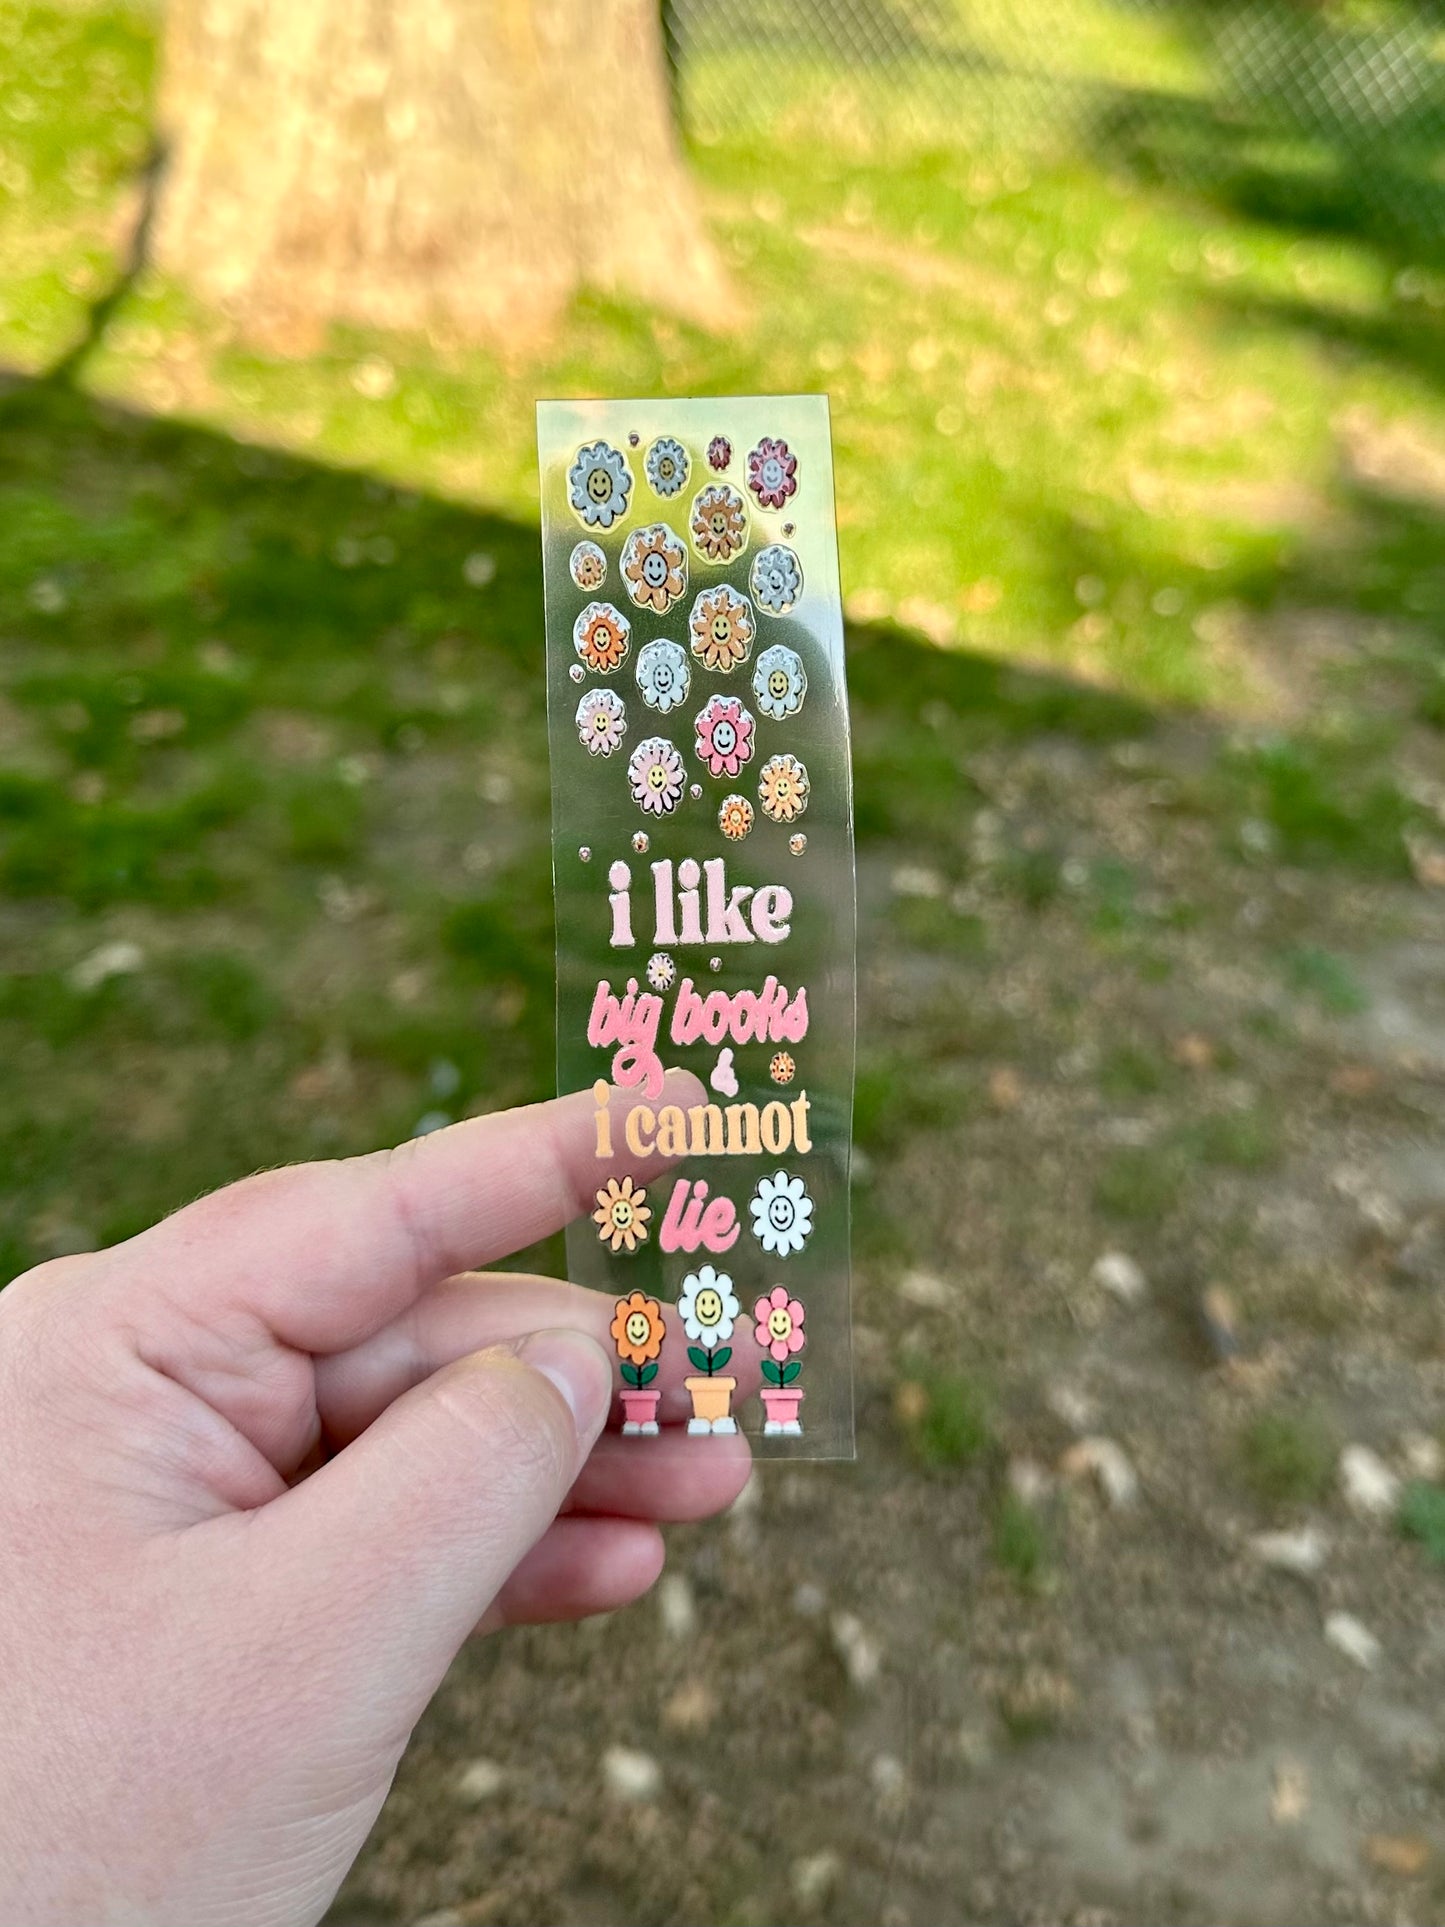 i like
big books
&
i cannot
lie